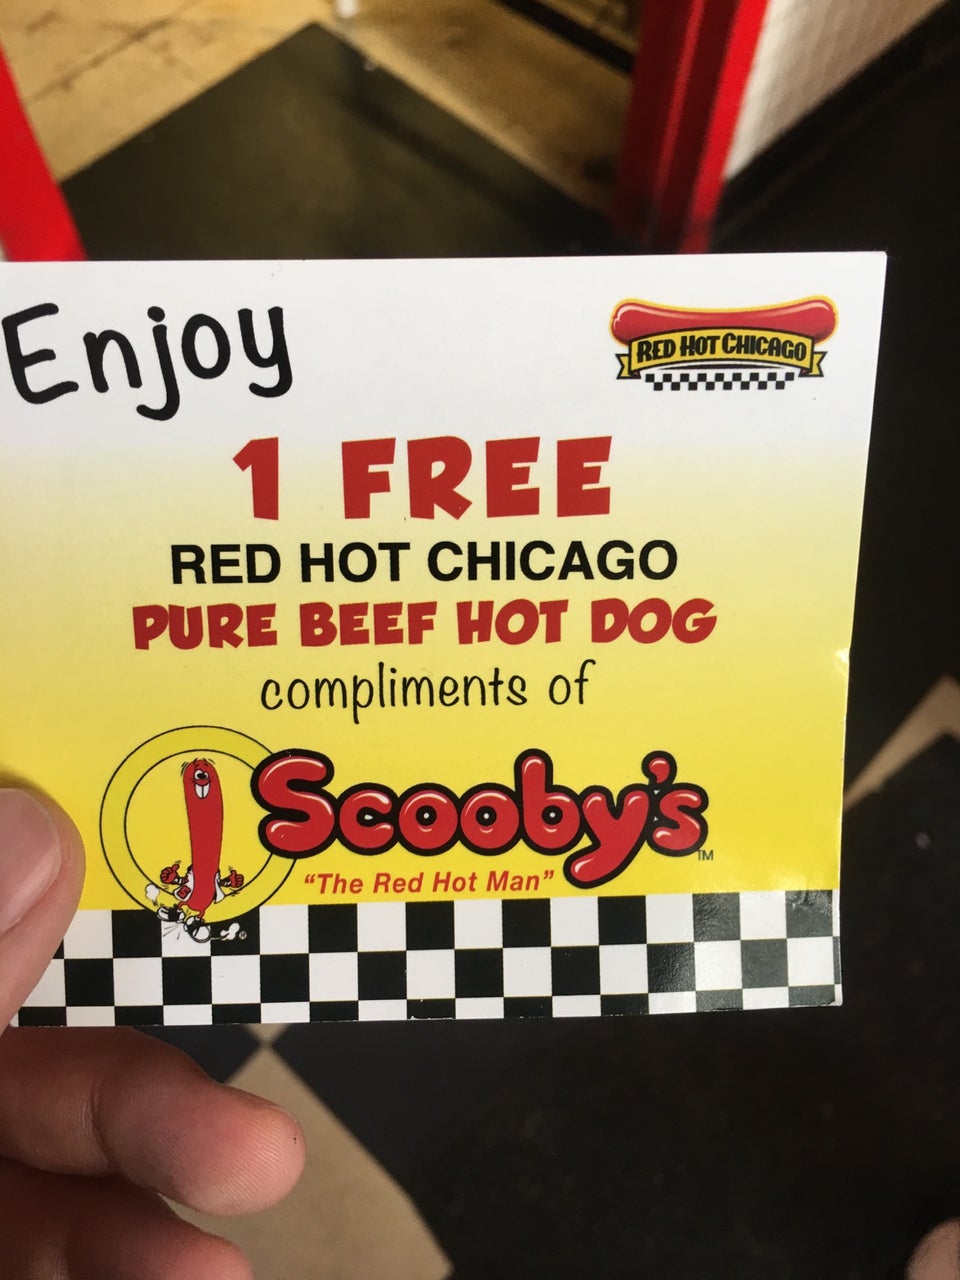 Enjoy
RED HOT CHICAGO
1 FREE
RED HOT CHICAGO
PURE BEEF HOT DOG
compliments of
Scooby's™
"The Red Hot Man"
®